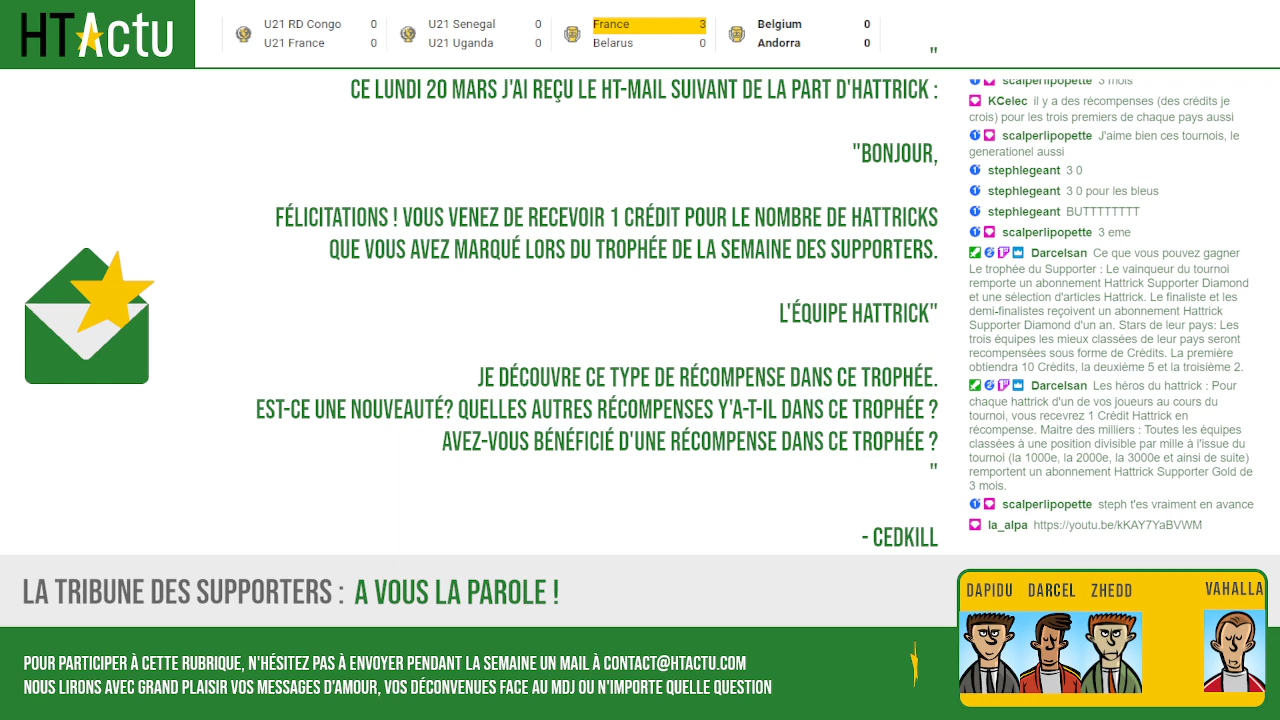 HTActu
U21 RD Congo 0
U21 France 0
U21 Senegal 0
U21 Uganda 0
France 3
Belarus 0
Belgium 0
Andorra 0
"
CE LUNDI 20 MARS J'AI REÇU LE HT-MAIL SUIVANT DE LA PART D'HATTRICK :
"BONJOUR,
FÉLICITATIONS ! VOUS VENEZ DE RECEVOIR 1 CRÉDIT POUR LE NOMBRE DE HATTRICKS
QUE VOUS AVEZ MARQUÉ LORS DU TROPHÉE DE LA SEMAINE DES SUPPORTERS.
L'ÉQUIPE HATTRICK"
JE DÉCOUVRE CE TYPE DE RÉCOMPENSE DANS CE TROPHÉE.
EST-CE UNE NOUVEAUTÉ? QUELLES AUTRES RÉCOMPENSES Y'A-T-IL DANS CE TROPHÉE ?
AVEZ-VOUS BÉNÉFICIÉ D'UNE RÉCOMPENSE DANS CE TROPHÉE ?
"
- CEDKILL
scalperlipopette 3 mois
KCelec il y a des récompenses (des crédits je
crois) pour les trois premiers de chaque pays aussi
scalperlipopette J'aime bien ces tournois, le
generationel aussi
stephlegeant 3 0
stephlegeant 3 0 pour les bleus
stephlegeant BUTTTTTTTT
scalperlipopette 3 eme
Darcelsan Ce que vous pouvez gagner
Le trophée du Supporter : Le vainqueur du tournoi
remporte un abonnement Hattrick Supporter Diamond
et une sélection d'articles Hattrick. Le finaliste et les
demi-finalistes reçoivent un abonnement Hattrick
Supporter Diamond d'un an. Stars de leur pays: Les
trois équipes les mieux classées de leur pays seront
recompensées sous forme de Crédits. La première
obtiendra 10 Crédits, la deuxième 5 et la troisième 2.
Darcelsan Les héros du hattrick : Pour
chaque hattrick d'un de vos joueurs au cours du
tournoi, vous recevrez 1 Crédit Hattrick en
récompense. Maitre des milliers : Toutes les équipes
classées à une position divisible par mille à l'issue du
tournoi (la 1000e, la 2000e, la 3000e et ainsi de suite)
remportent un abonnement Hattrick Supporter Gold de
3 mois.
scalperlipopette steph t'es vraiment en avance
la_alpa https://youtu.be/kKAY7YaBVWM
LA TRIBUNE DES SUPPORTERS : A VOUS LA PAROLE !
DAPIDU DARCEL ZHEDD VAHALLA
POUR PARTICIPER À CETTE RUBRIQUE, N'HÉSITEZ PAS À ENVOYER PENDANT LA SEMAINE UN MAIL À CONTACT@HTACTU.COM
NOUS LIRONS AVEC GRAND PLAISIR VOS MESSAGES D'AMOUR, VOS DÉCONVENUES FACE AU MDJ OU N'IMPORTE QUELLE QUESTION